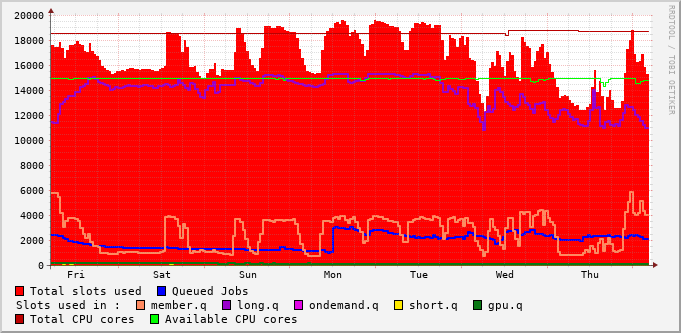 20000
18000
16000
14000
12000
10000
8000
6000
4000
2000
0
Fri Sat Sun Mon Tue Wed Thu
Total slots used Queued Jobs
Slots used in : member.q long.q ondemand.q short.q gpu.q
Total CPU cores Available CPU cores
RRDTOOL / TOBI OETIKER